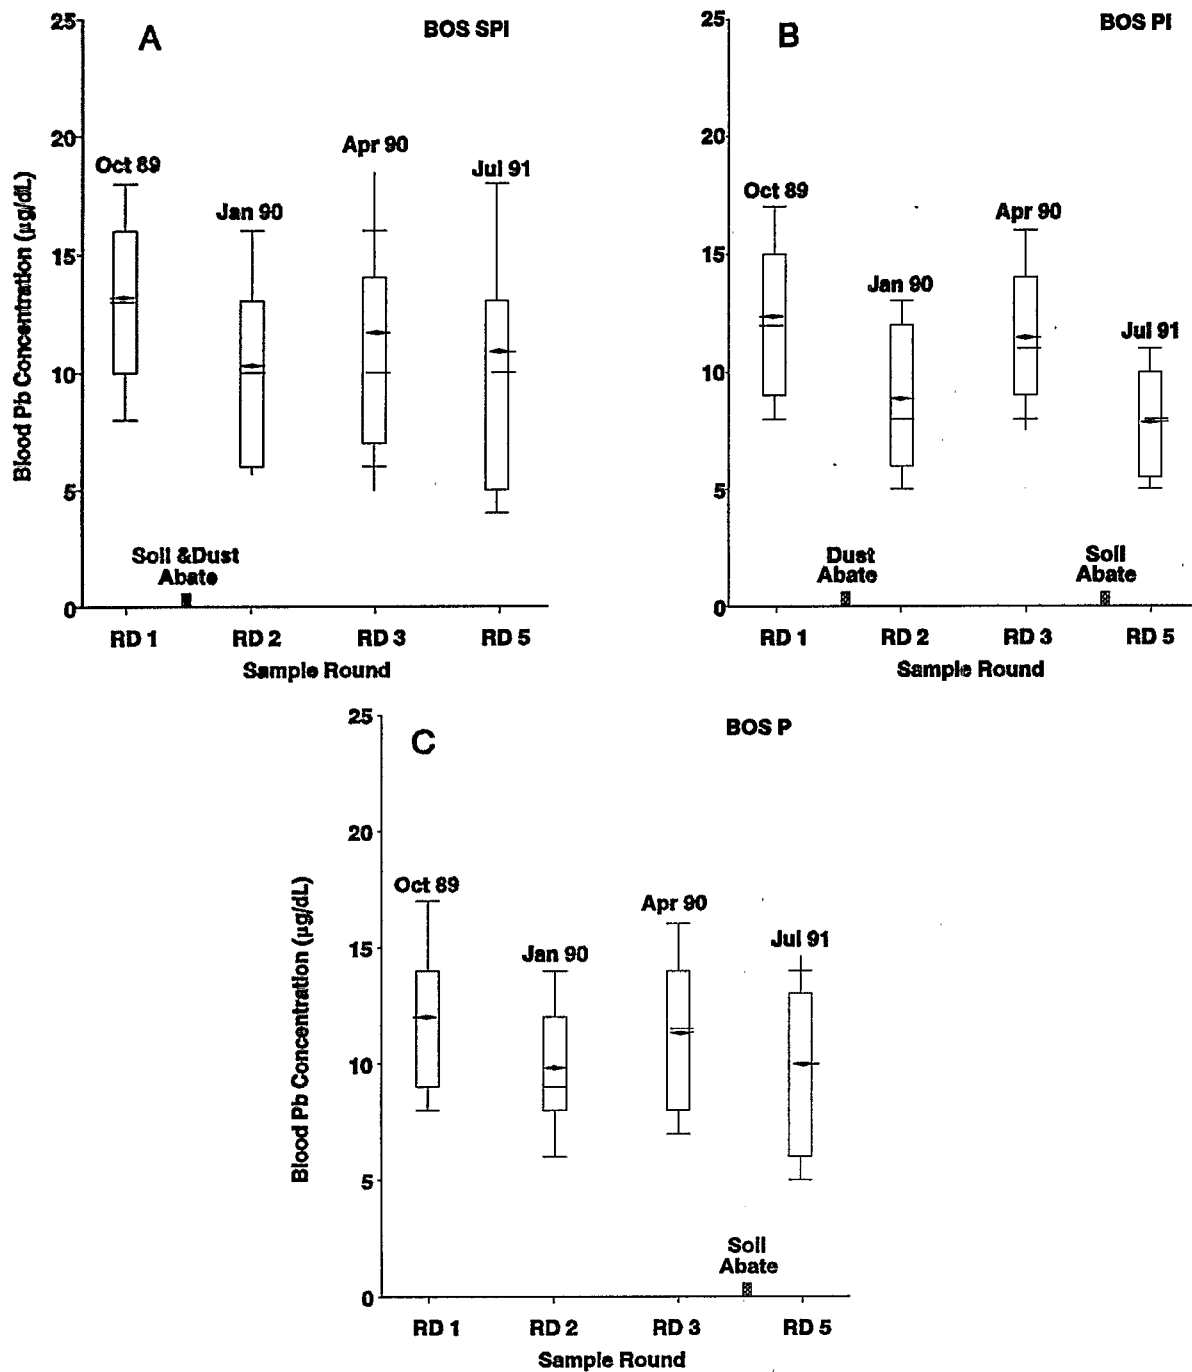 A
BOS SPI
25
20
15
10
5
0
Blood Pb Concentration (μg/dL)
Oct 89
Jan 90
Apr 90
Jul 91
Soil &Dust
Abate
RD 1
RD 2
RD 3
RD 5
Sample Round
B
BOS PI
25
20
15
10
5
0
Oct 89
Jan 90
Apr 90
Jul 91
Dust
Abate
Soil
Abate
RD 1
RD 2
RD 3
RD 5
Sample Round
C
BOS P
25
20
15
10
5
0
Blood Pb Concentration (μg/dL)
Oct 89
Jan 90
Apr 90
Jul 91
Soil
Abate
RD 1
RD 2
RD 3
RD 5
Sample Round